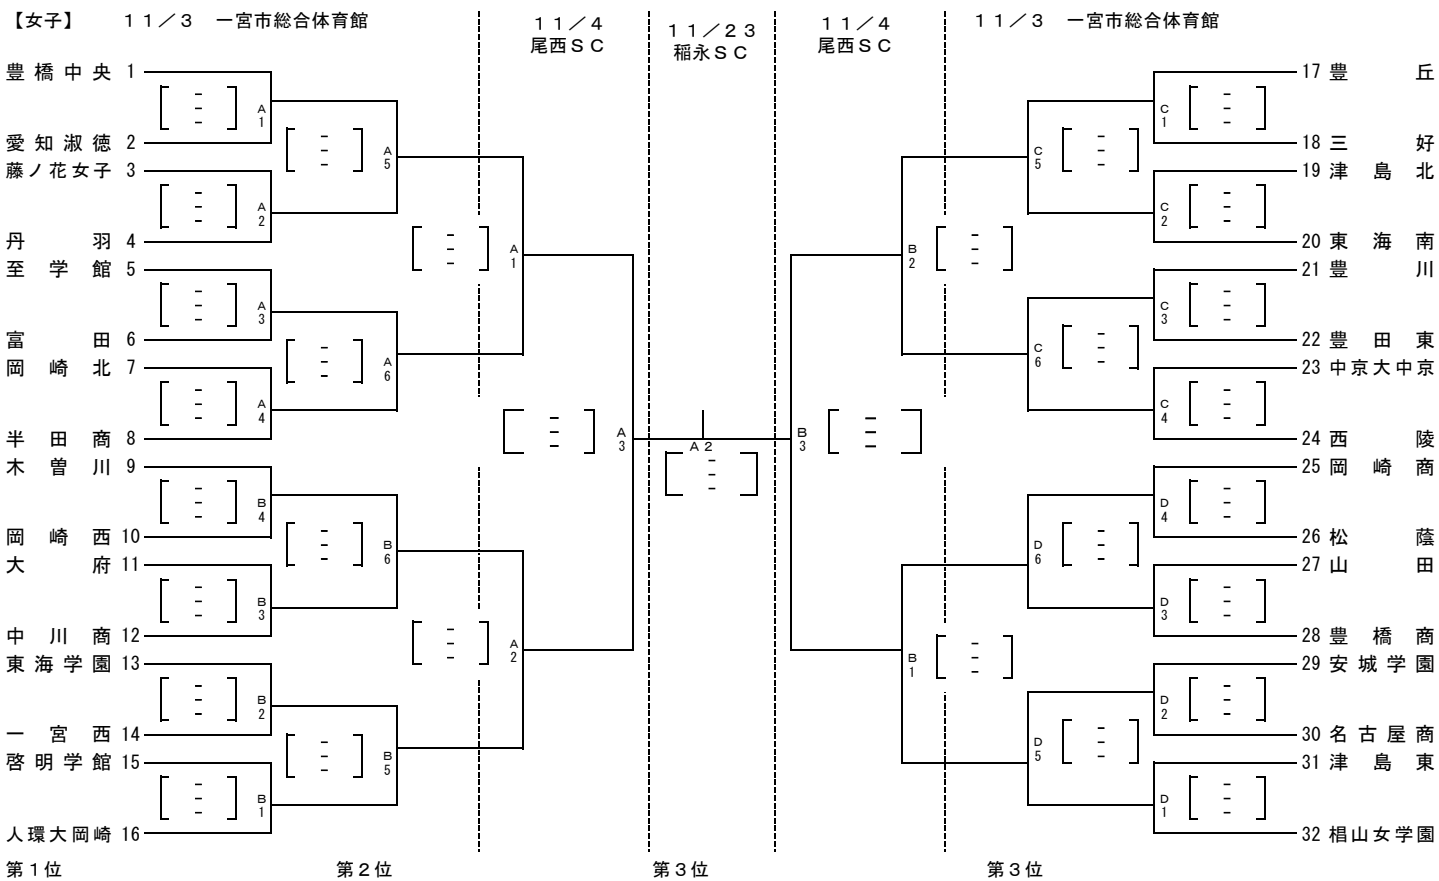 【女子】 11／3 一宮市総合体育館
11／4
尾西ＳＣ
11／23
稲永ＳＣ
11／4
尾西ＳＣ
11／3 一宮市総合体育館
豊橋中央 1
愛知淑徳 2
藤ノ花女子 3
丹羽 4
至学館 5
富田 6
岡崎北 7
半田商 8
木曽川 9
岡崎西 10
大府 11
中川商 12
東海学園 13
一宮西 14
啓明学館 15
人環大岡崎 16
A1
A2
A3
A4
B4
B3
B2
B1
A5
A6
B6
B5
A1
A2
A3
A2
B3
B2
B1
C5
C6
D6
D5
C1
C2
C3
C4
D4
D3
D2
D1
17 豊丘
18 三好
19 津島北
20 東海南
21 豊川
22 豊田東
23 中京大中京
24 西陵
25 岡崎商
26 松蔭
27 山田
28 豊橋商
29 安城学園
30 名古屋商
31 津島東
32 椙山女学園
第１位 第２位 第３位 第３位